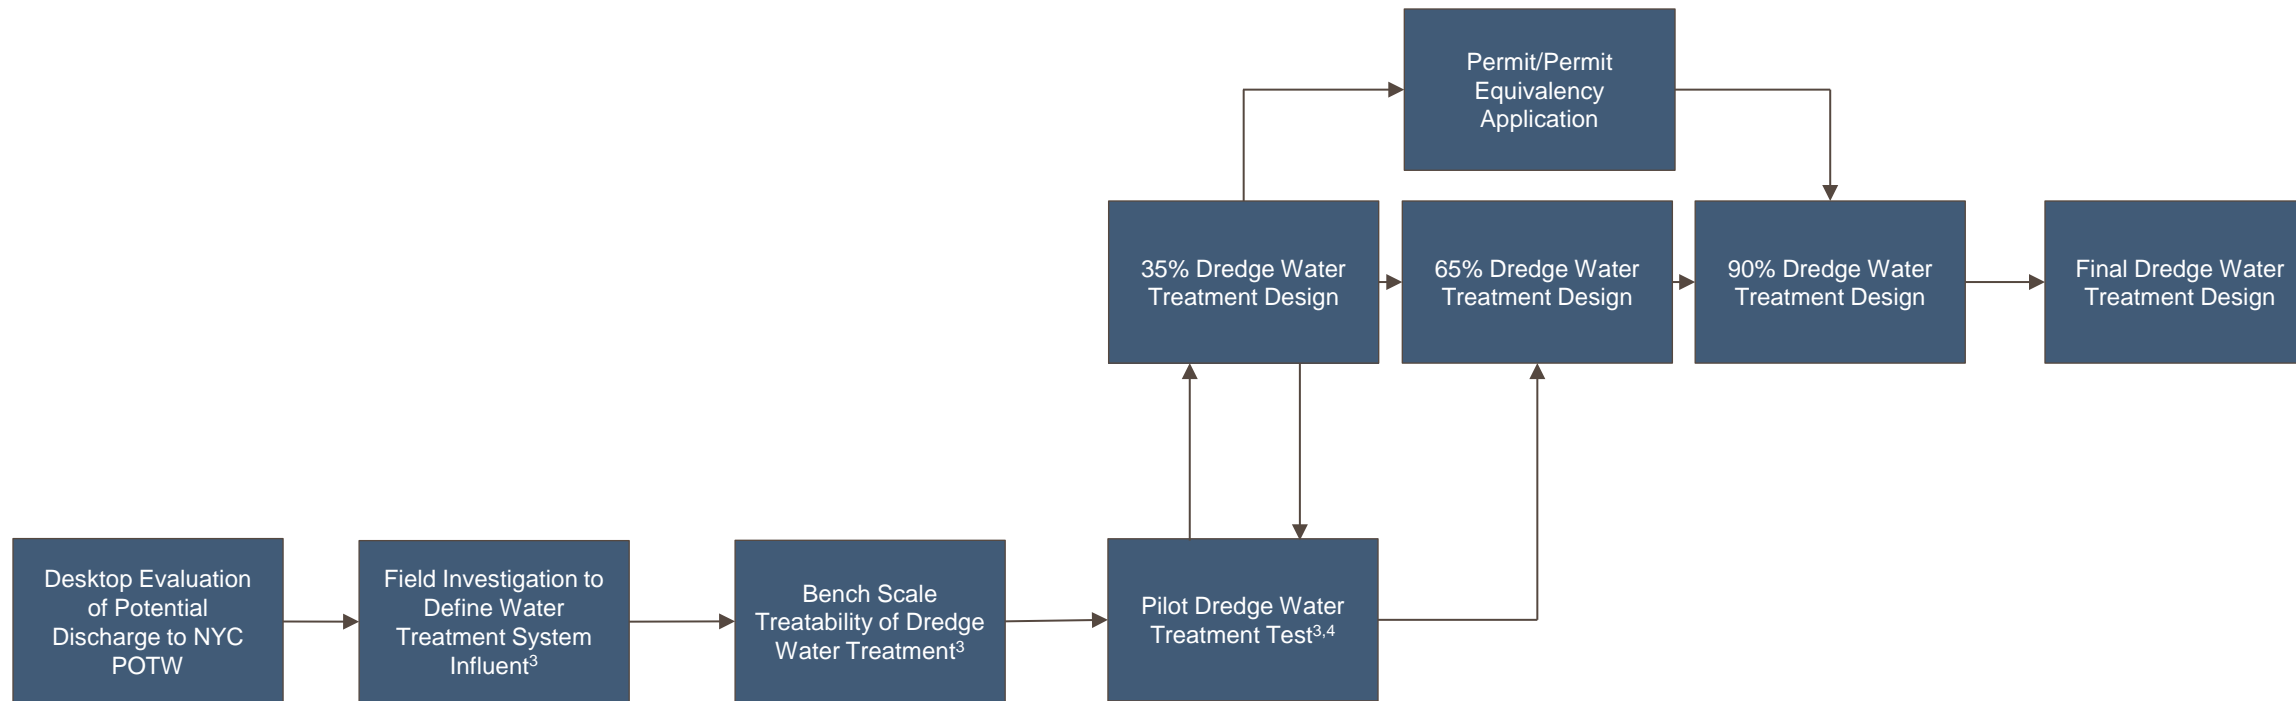 Permit/Permit
Equivalency
Application
35% Dredge Water
Treatment Design
65% Dredge Water
Treatment Design
90% Dredge Water
Treatment Design
Final Dredge Water
Treatment Design
Desktop Evaluation
of Potential
Discharge to NYC
POTW
Field Investigation to
Define Water
Treatment System
Influent³
Bench Scale
Treatability of Dredge
Water Treatment³
Pilot Dredge Water
Treatment Test³,⁴